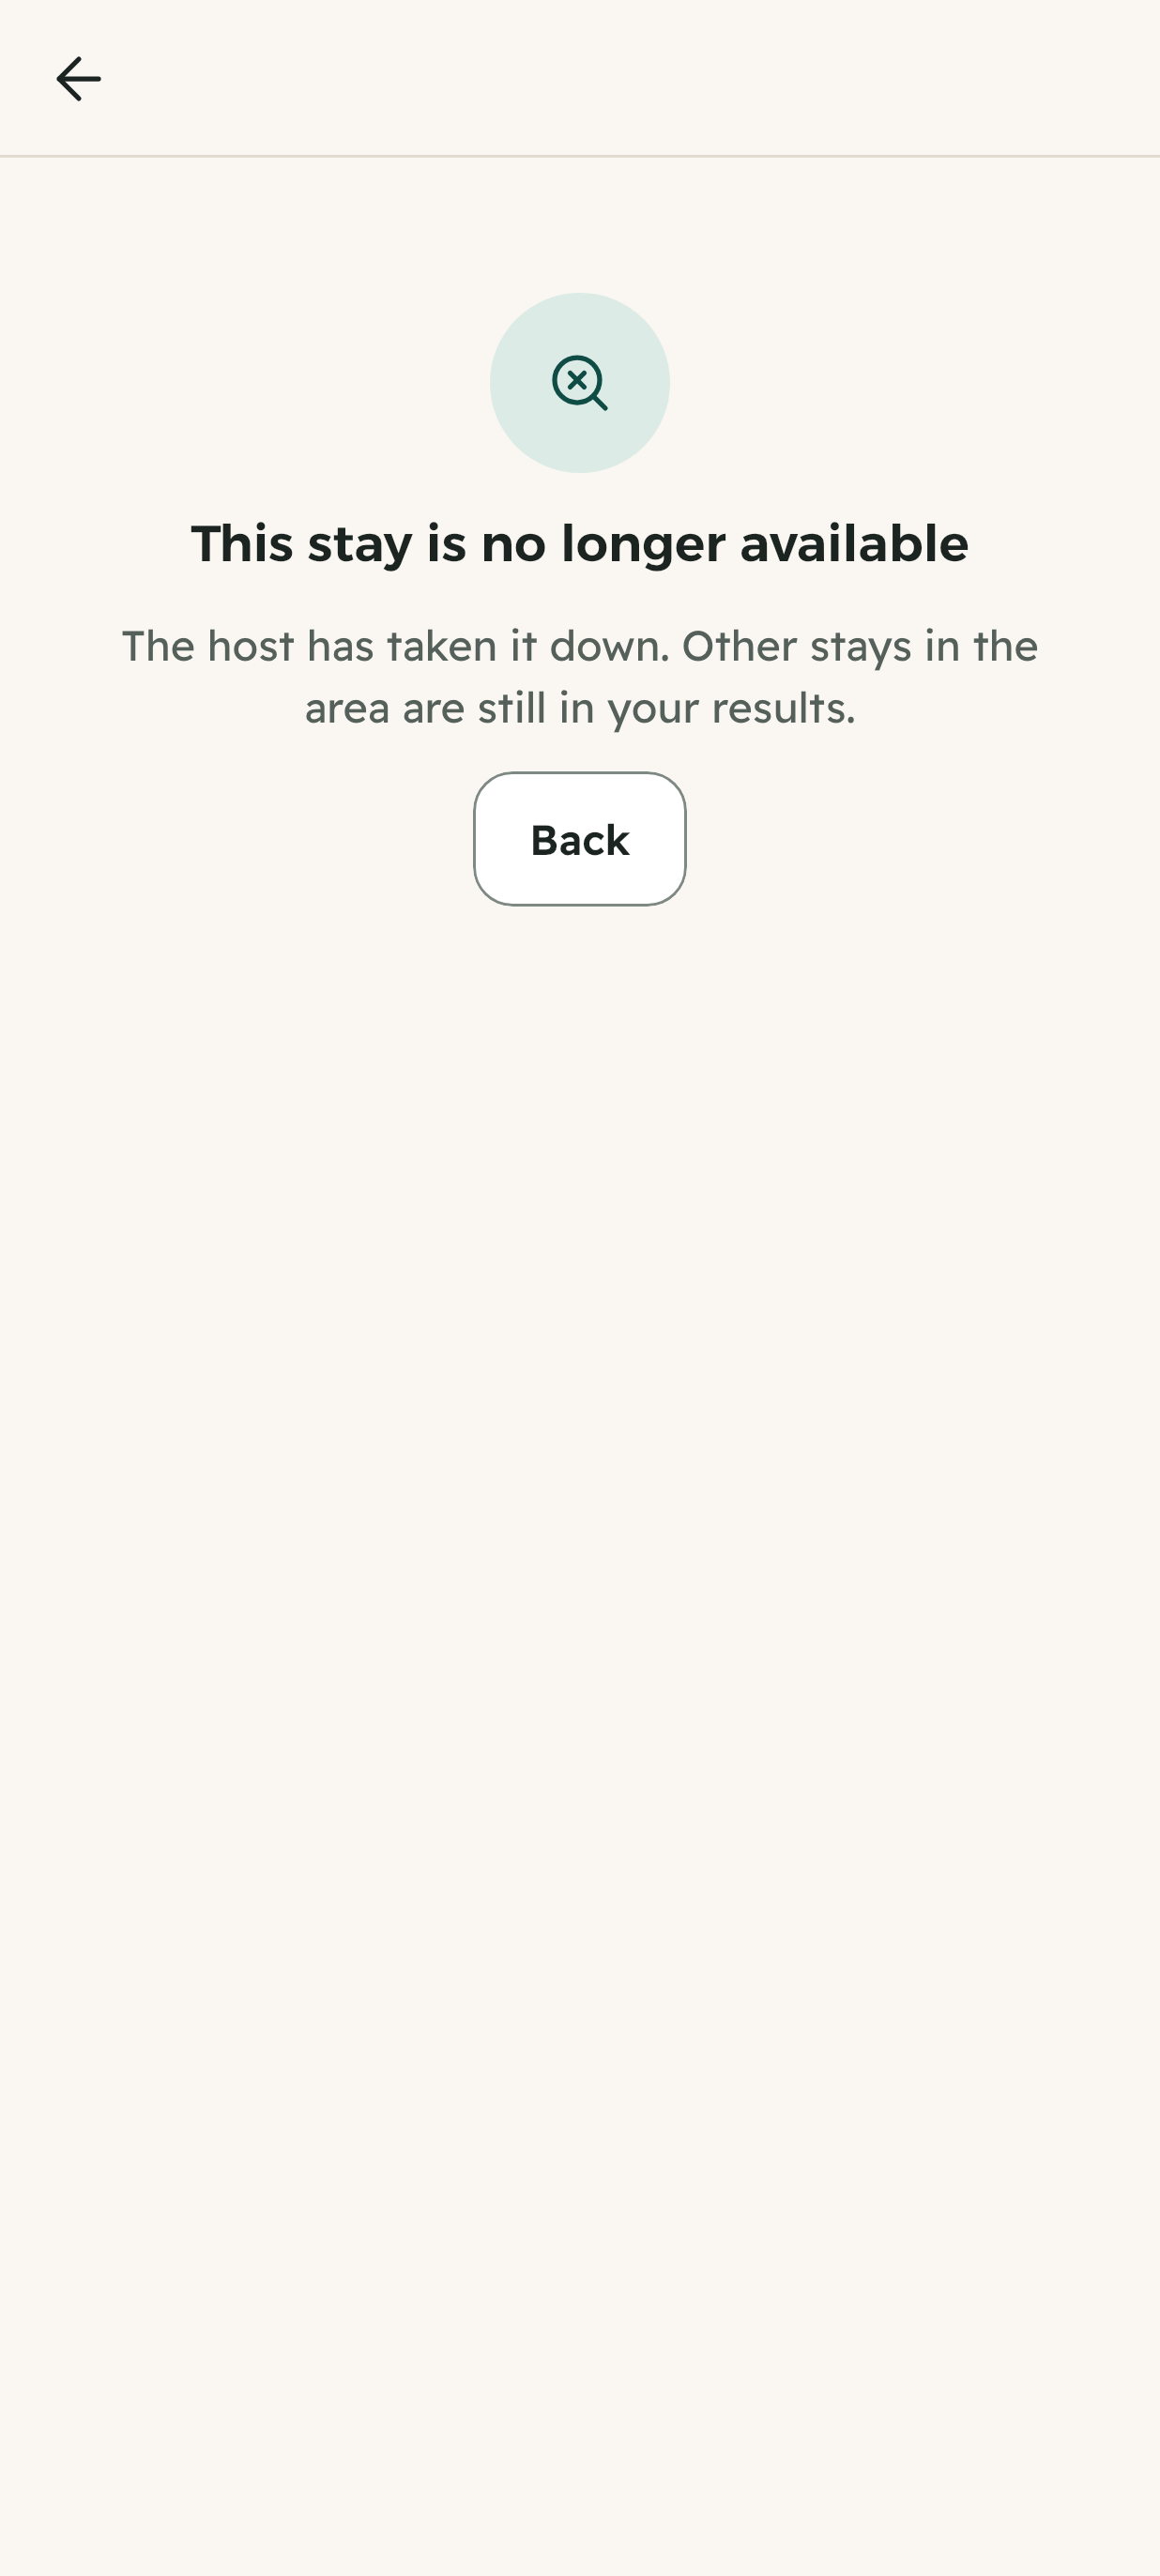 This stay is no longer available
The host has taken it down. Other stays in the
area are still in your results.
Back